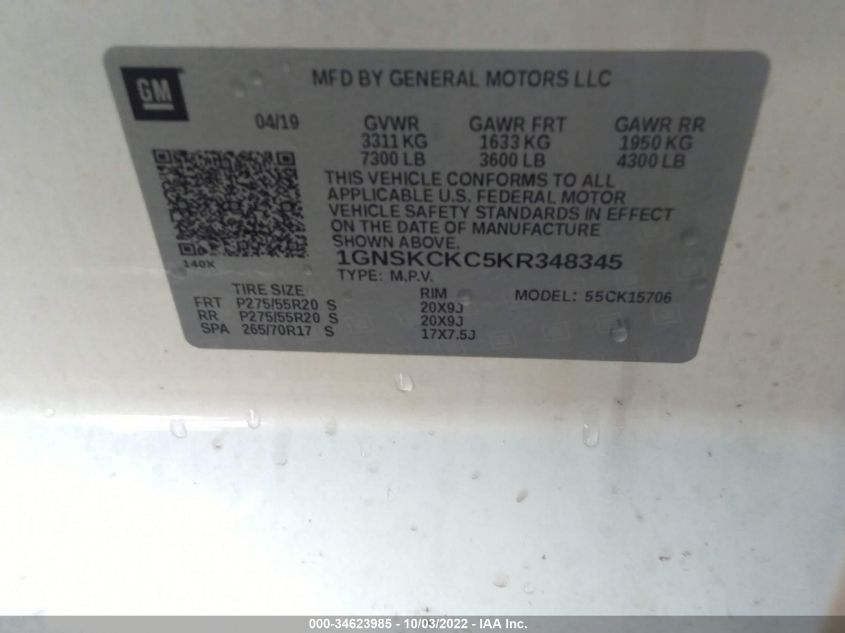 GM
MFD BY GENERAL MOTORS LLC
04/19 GVWR GAWR FRT GAWR RR
3311 KG 1633 KG 1950 KG
7300 LB 3600 LB 4300 LB
THIS VEHICLE CONFORMS TO ALL
APPLICABLE U.S. FEDERAL MOTOR
VEHICLE SAFETY STANDARDS IN EFFECT
ON THE DATE OF MANUFACTURE
SHOWN ABOVE.
140X
1GNSKCKC5KR348345
TYPE: M.P.V.
TIRE SIZE RIM MODEL: 55CK15706
FRT P275/55R20 S 20X9J
RR P275/55R20 S 20X9J
SPA 265/70R17 S 17X7.5J
000-34623985 - 10/03/2022 - IAA Inc.